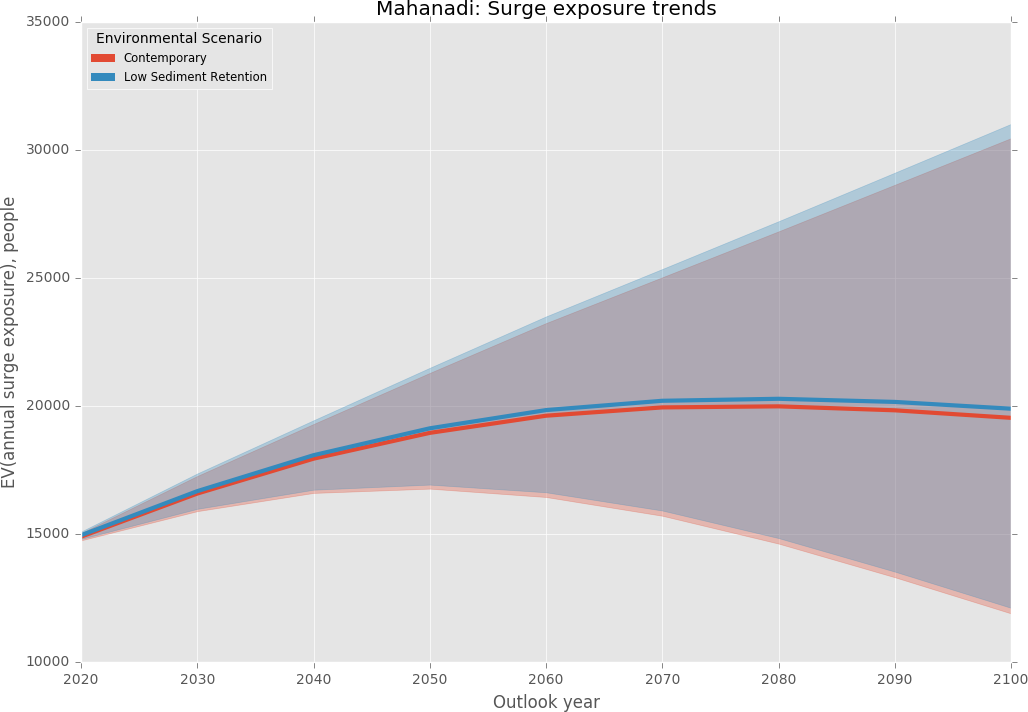 Mahanadi: Surge exposure trends
Environmental Scenario
Contemporary
Low Sediment Retention
EV(annual surge exposure), people
35000
30000
25000
20000
15000
10000
2020 2030 2040 2050 2060 2070 2080 2090 2100
Outlook year